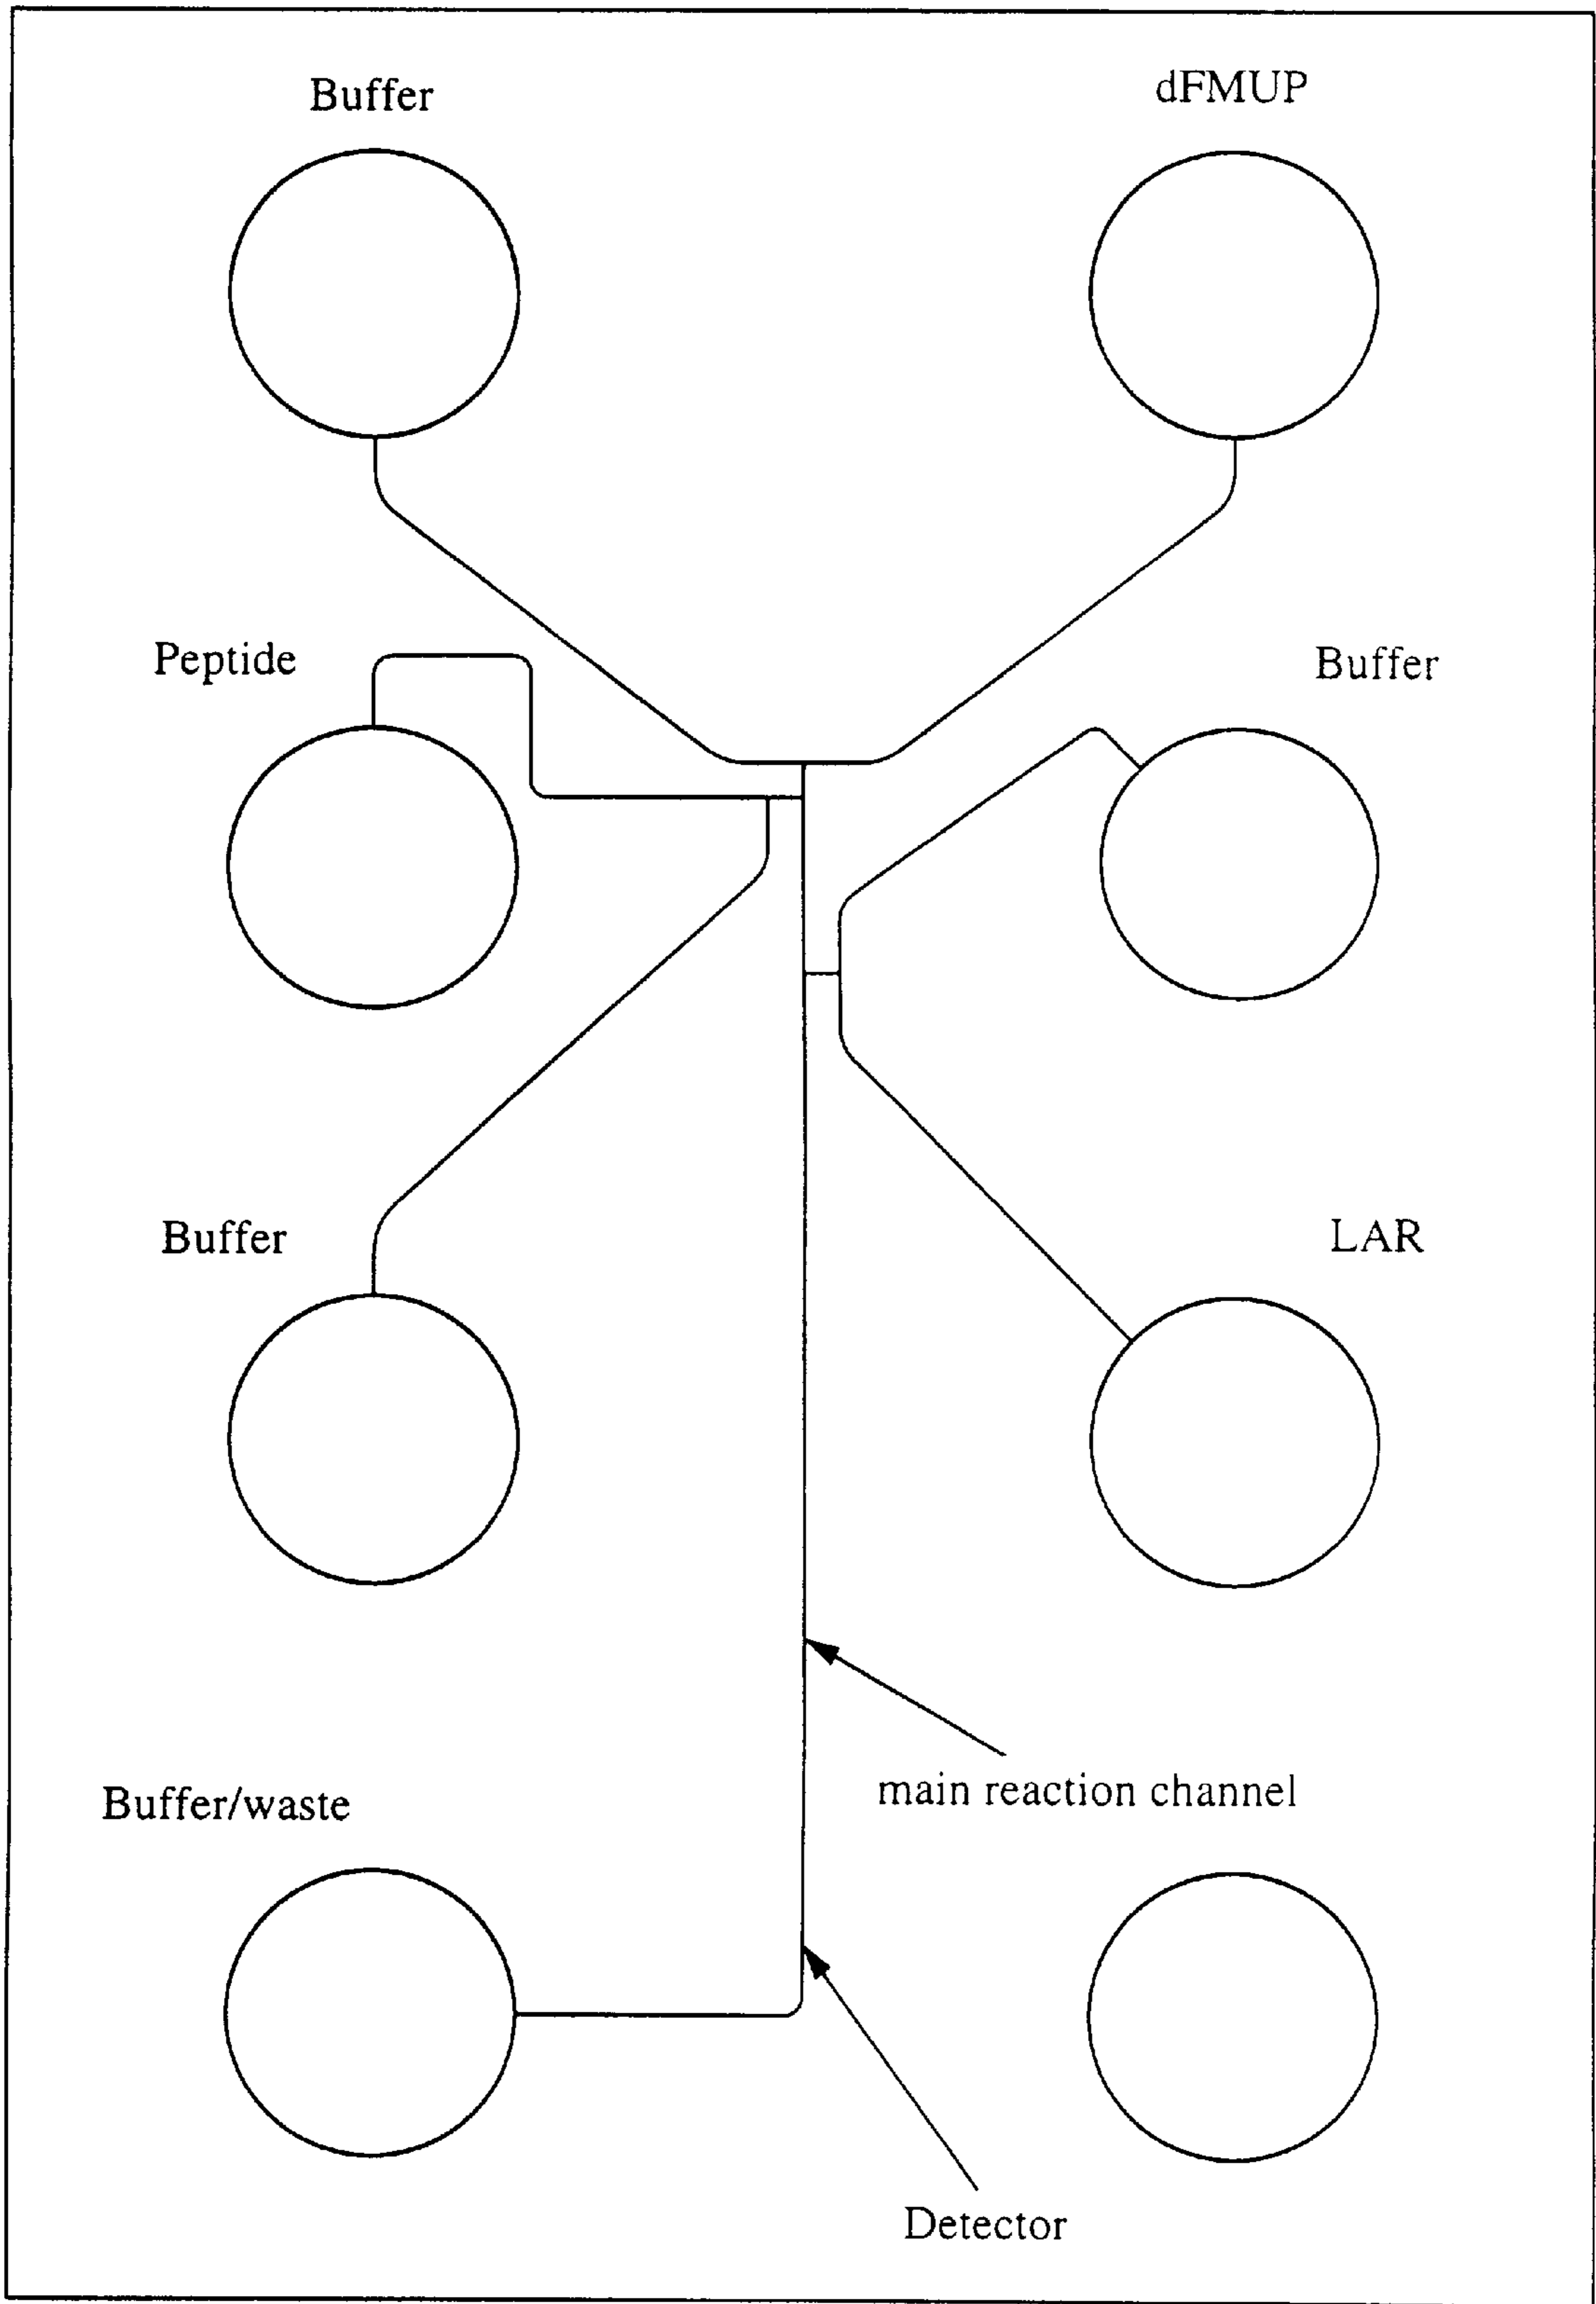 Buffer
dFMUP
Peptide
Buffer
Buffer
LAR
main reaction channel
Buffer/waste
Detector